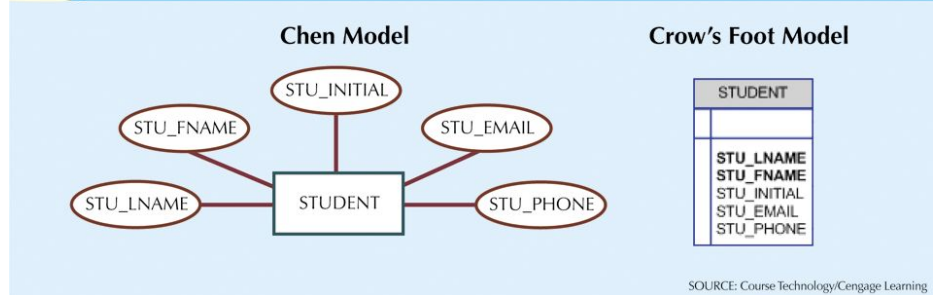 Chen Model
STU_INITIAL
STU_FNAME
STU_EMAIL
STU_LNAME
STUDENT
STU_PHONE
Crow's Foot Model
STUDENT
STU_LNAME
STU_FNAME
STU_INITIAL
STU_EMAIL
STU_PHONE
SOURCE: Course Technology/Cengage Learning